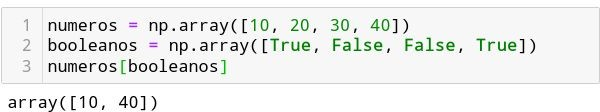 1 numeros = np.array([10, 20, 30, 40])
2 booleanos = np.array([True, False, False, True])
3 numeros[booleanos]
array([10, 40])